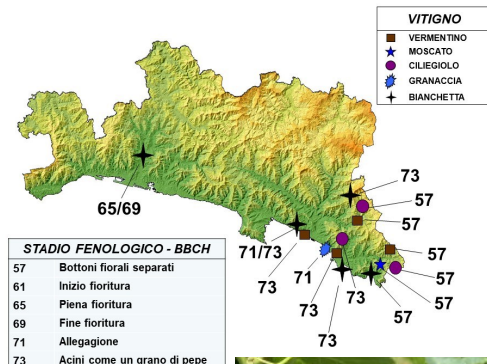 VITIGNO
VERMENTINO
MOSCATO
CILIEGIOLO
GRANACCIA
BIANCHETTA
73
57
65/69
57
71/73
57
73
71
73
57
57
73
57
STADIO FENOLOGICO - BBCH
57 Bottoni fiorali separati
61 Inizio fioritura
65 Piena fioritura
69 Fine fioritura
71 Allegagione
73 Acini come un grano di pepe